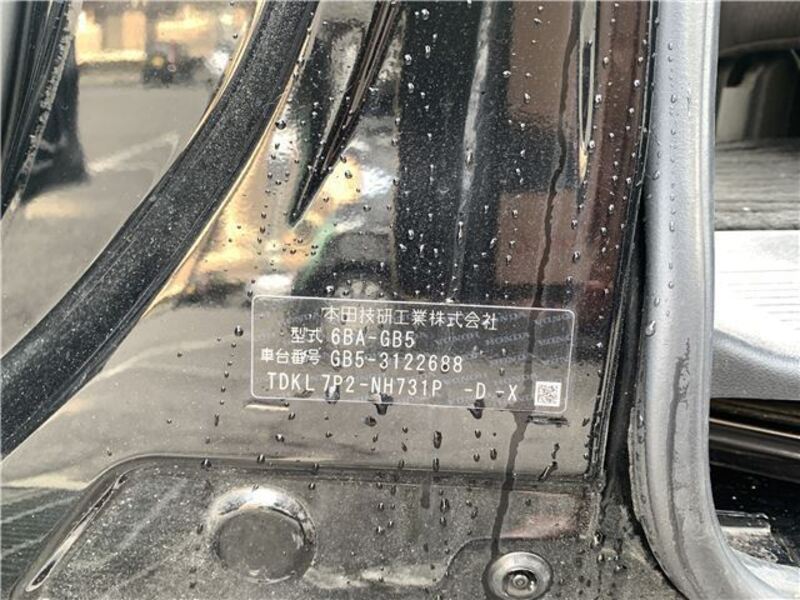 本田技研工業株式会社
型式 6BA-GB5
車台番号 GB5-3122688
TDKL 7P2-NH731P -D -X